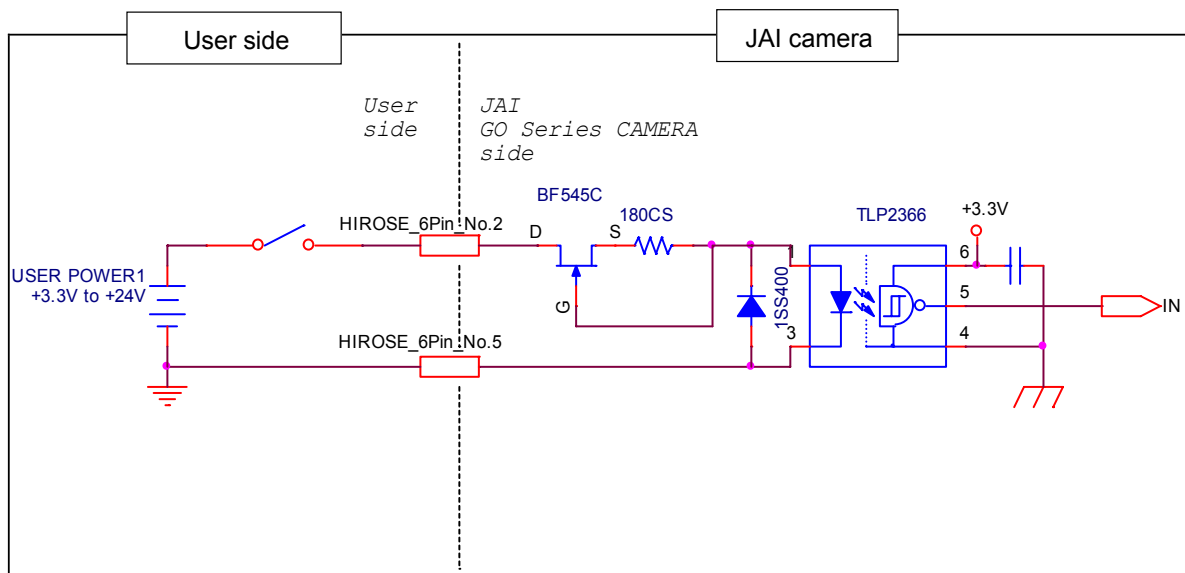 User side
JAI camera
User
side
JAI
GO Series CAMERA
side
BF545C
HIROSE_6Pin_No.2
D
S
180CS
G
TLP2366
+3.3V
USER POWER1
+3.3V to +24V
1SS400
1
3
6
5
4
IN
HIROSE_6Pin_No.5